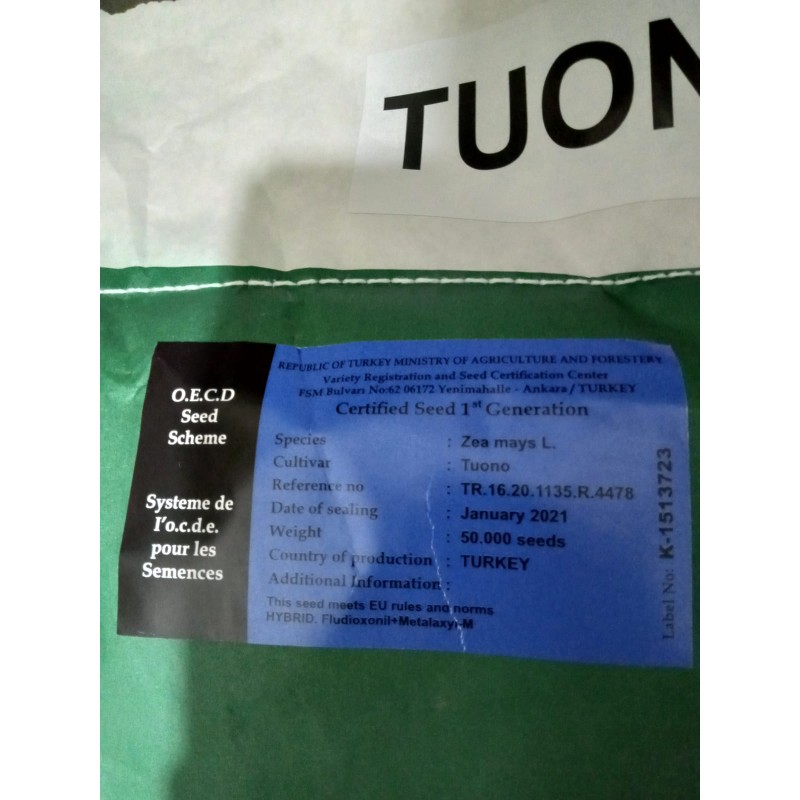 TUON
O.E.C.D
Seed
Scheme
Systeme de
l'o.c.d.e.
pour les
Semences
REPUBLIC OF TURKEY MINISTRY OF AGRICULTURE AND FORESTERY
Variety Registration and Seed Certification Center
FSM Bulvarı No:62 06172 Yenimahalle - Ankara / TURKEY
Certified Seed 1st Generation
Species : Zea mays L.
Cultivar : Tuono
Reference no : TR.16.20.1135.R.4478
Date of sealing : January 2021
Weight : 50.000 seeds
Country of production : TURKEY
Additional Information :
This seed meets EU rules and norms
HYBRID. Fludioxonil+Metalaxyl-M
Label No: K-1513723